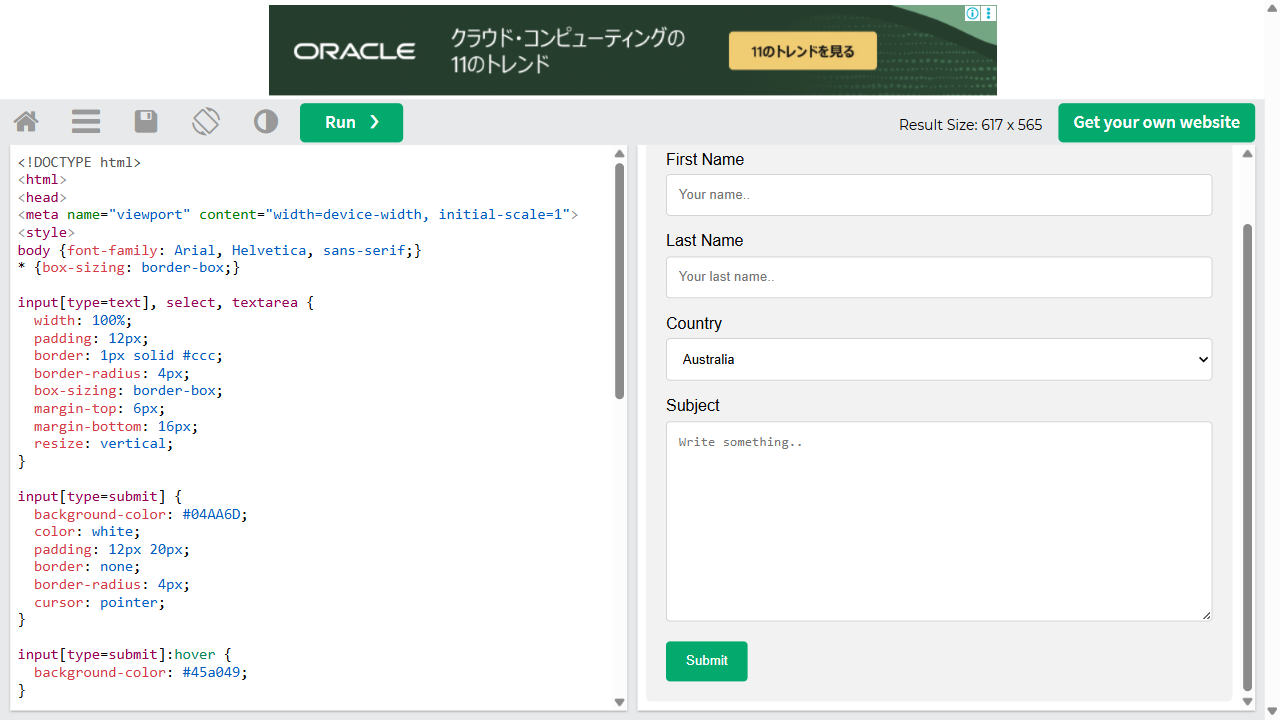 ORACLE
クラウド・コンピューティングの
11のトレンド
11のトレンドを見る
Run ❯
Result Size: 617 x 565
Get your own website
<!DOCTYPE html>
<html>
<head>
<meta name="viewport" content="width=device-width, initial-scale=1">
<style>
body {font-family: Arial, Helvetica, sans-serif;}
* {box-sizing: border-box;}
input[type=text], select, textarea {
  width: 100%;
  padding: 12px;
  border: 1px solid #ccc;
  border-radius: 4px;
  box-sizing: border-box;
  margin-top: 6px;
  margin-bottom: 16px;
  resize: vertical;
}
input[type=submit] {
  background-color: #04AA6D;
  color: white;
  padding: 12px 20px;
  border: none;
  border-radius: 4px;
  cursor: pointer;
}
input[type=submit]:hover {
  background-color: #45a049;
}
First Name
Your name..
Last Name
Your last name..
Country
Australia
Subject
Write something..
Submit